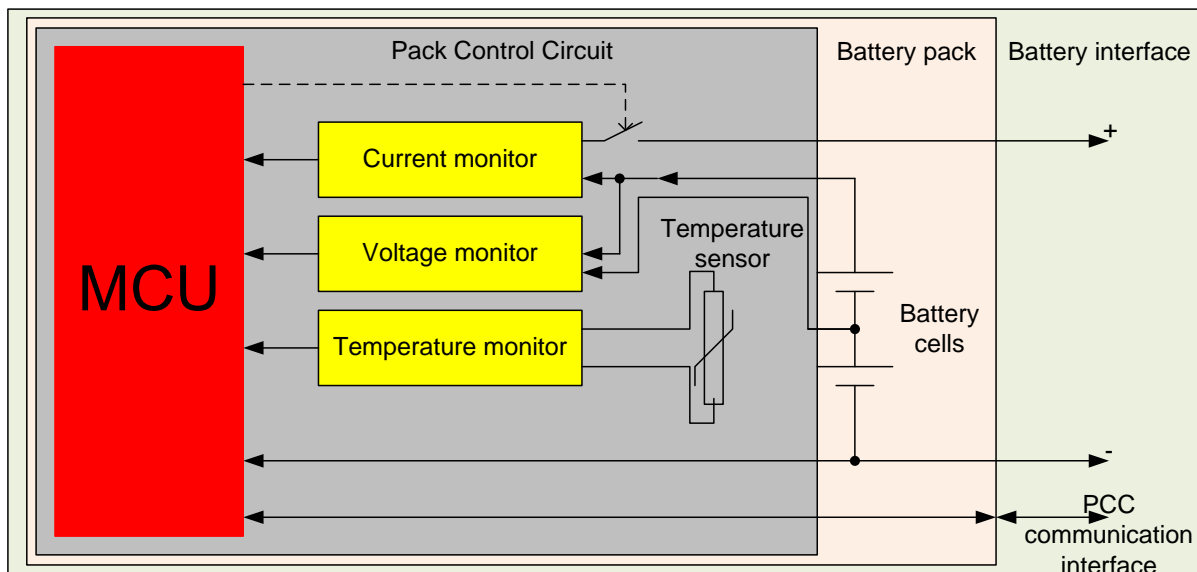 Pack Control Circuit
Battery pack
Battery interface
MCU
Current monitor
+
Voltage monitor
Temperature
sensor
Temperature monitor
Battery
cells
-
PCC
communication
interface